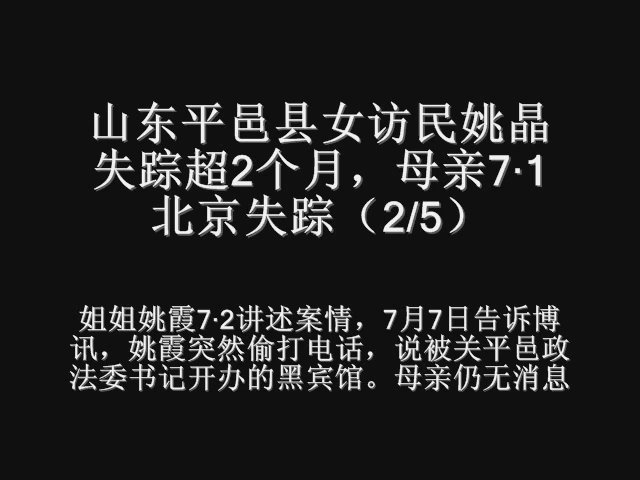 山东平邑县女访民姚晶
失踪超2个月，母亲7·1
北京失踪（2/5）
姐姐姚霞7·2讲述案情，7月7日告诉博
讯，姚霞突然偷打电话，说被关平邑政
法委书记开办的黑宾馆。母亲仍无消息